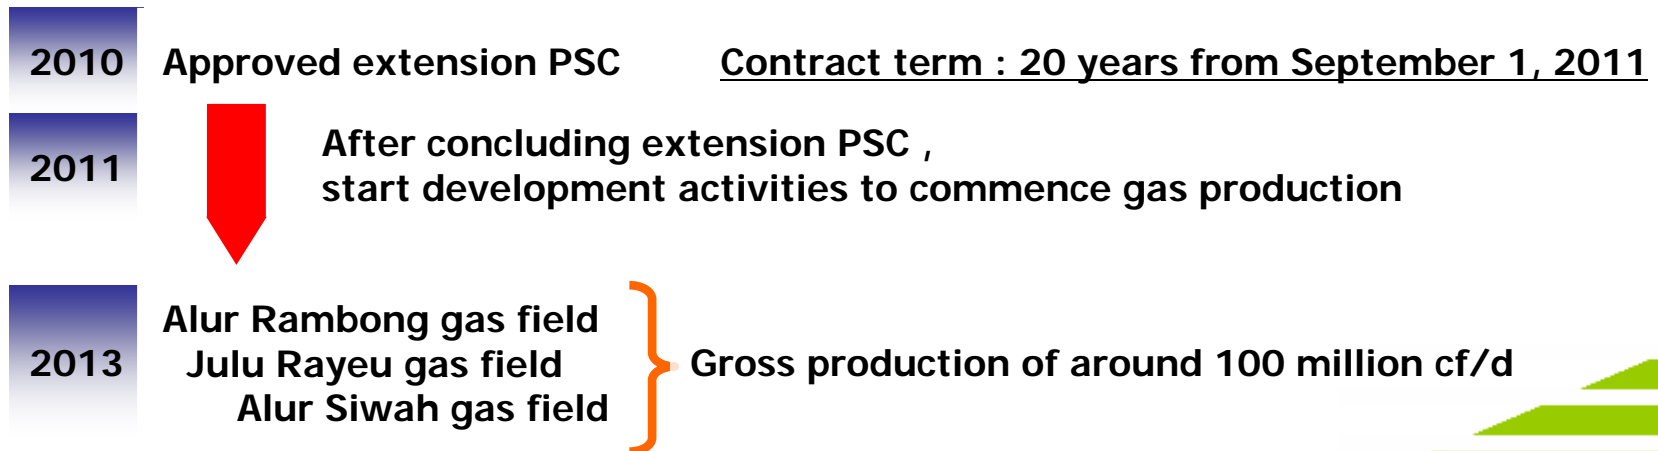 2010 Approved extension PSC Contract term : 20 years from September 1, 2011
2011
After concluding extension PSC ,
start development activities to commence gas production
2013
Alur Rambong gas field
Julu Rayeu gas field
Alur Siwah gas field
Gross production of around 100 million cf/d